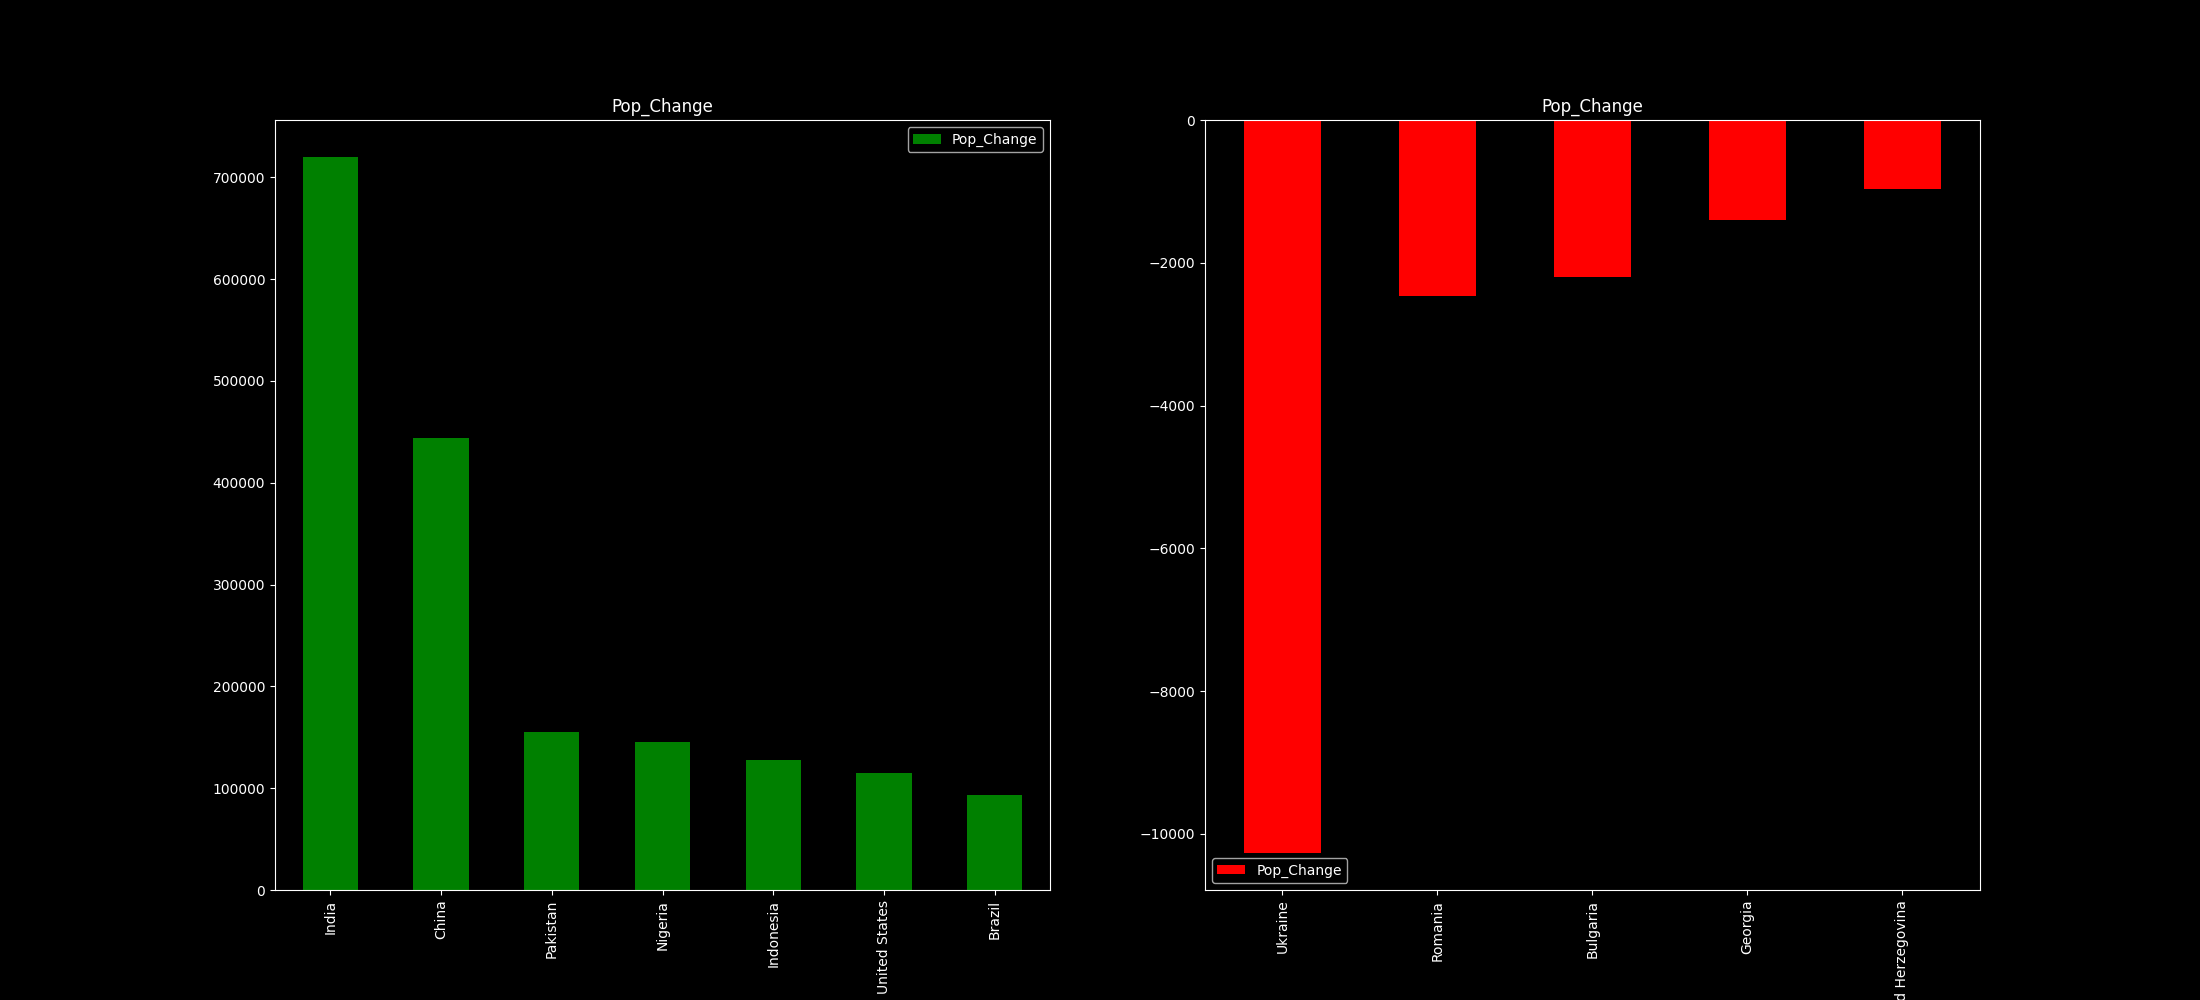 Pop_Change
Pop_Change
700000
600000
500000
400000
300000
200000
100000
0
India
China
Pakistan
Nigeria
Indonesia
United States
Brazil
Pop_Change
0
−2000
−4000
−6000
−8000
−10000
Pop_Change
Ukraine
Romania
Bulgaria
Georgia
d Herzegovina